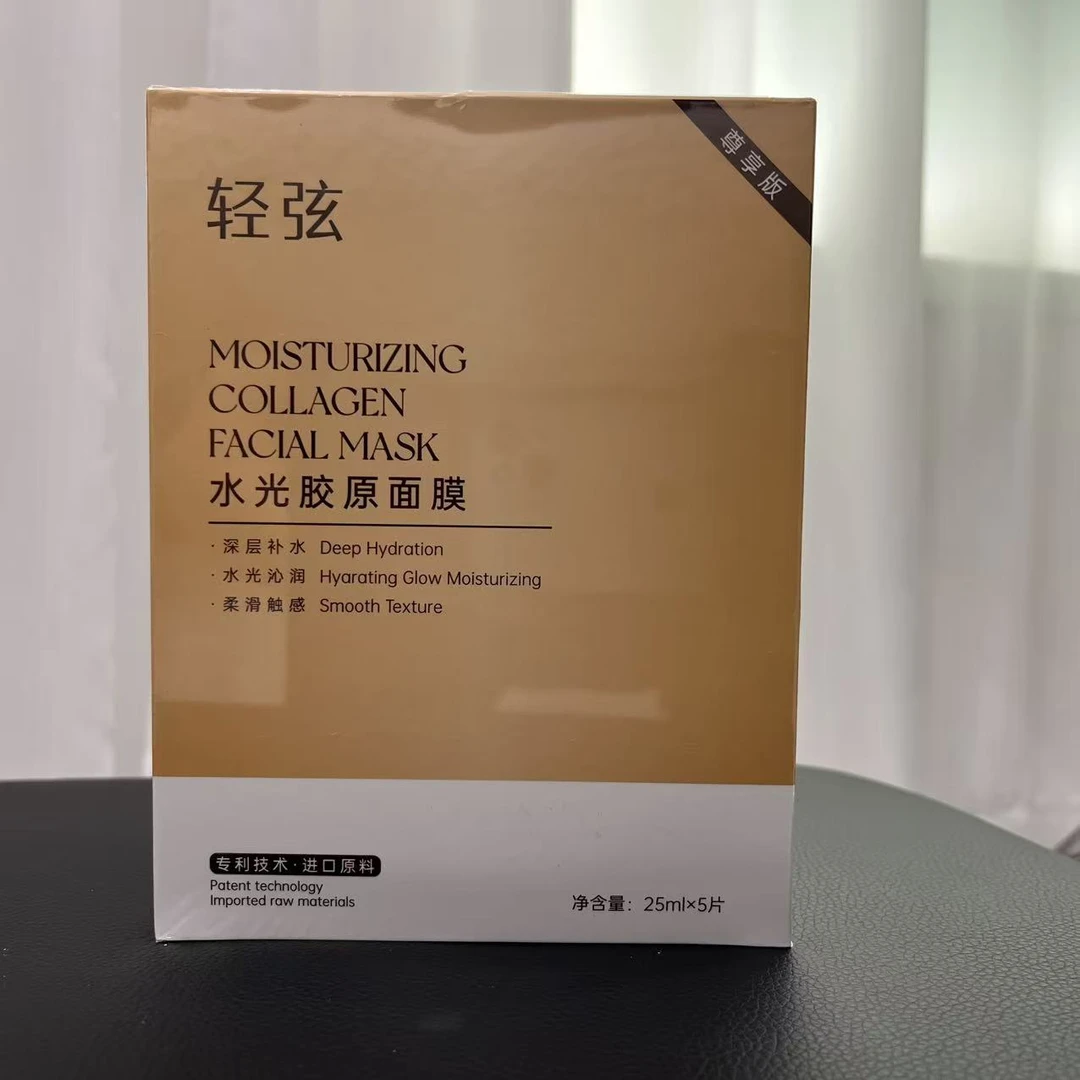 轻弦
尊享版
MOISTURIZING
COLLAGEN
FACIAL MASK
水光胶原面膜
· 深层补水 Deep Hydration
· 水光沁润 Hyarating Glow Moisturizing
· 柔滑触感 Smooth Texture
专利技术·进口原料
Patent technology
Imported raw materials
净含量：25ml×5片